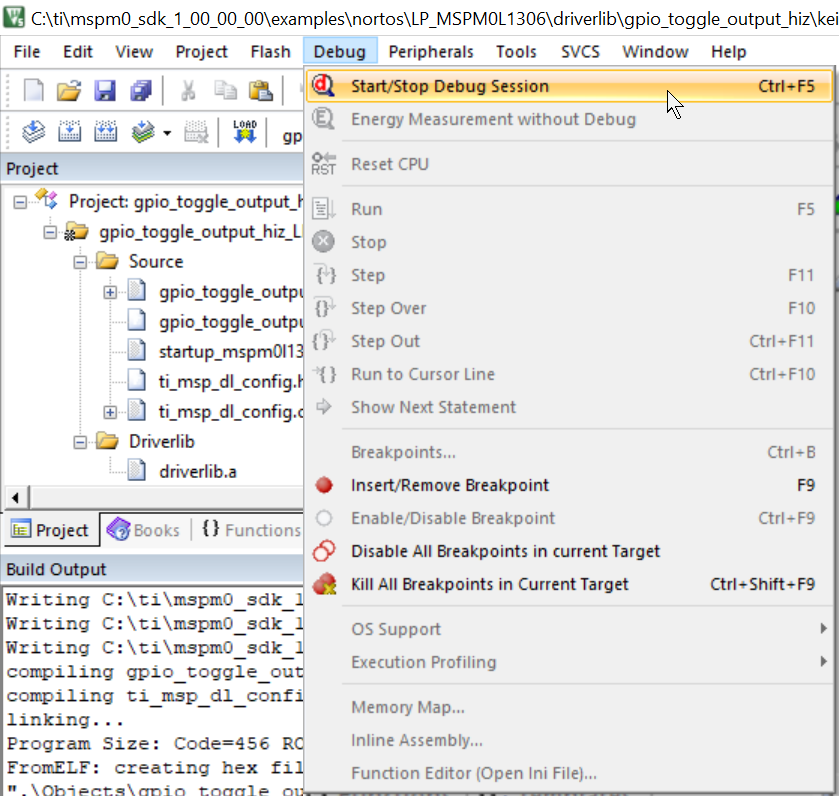 C:\ti\mspm0_sdk_1_00_00_00\examples\nortos\LP_MSPM0L1306\driverlib\gpio_toggle_output_hiz\kei
File Edit View Project Flash Debug Peripherals Tools SVCS Window Help
LOAD
gp
Project
Project: gpio_toggle_output_h
gpio_toggle_output_hiz_L
Source
gpio_toggle_outpu
gpio_toggle_outpu
startup_mspm0l13
ti_msp_dl_config.h
ti_msp_dl_config.c
Driverlib
driverlib.a
Project Books {} Functions
Build Output
Writing C:\ti\mspm0_sdk_1
Writing C:\ti\mspm0_sdk_1
Writing C:\ti\mspm0_sdk_1
compiling gpio_toggle_out
compiling ti_msp_dl_confi
linking...
Program Size: Code=456 RO
FromELF: creating hex fil
".\Objects\gpio_toggle_ou
Start/Stop Debug Session Ctrl+F5
Energy Measurement without Debug
RST Reset CPU
Run F5
Stop
Step F11
Step Over F10
Step Out Ctrl+F11
Run to Cursor Line Ctrl+F10
Show Next Statement
Breakpoints... Ctrl+B
Insert/Remove Breakpoint F9
Enable/Disable Breakpoint Ctrl+F9
Disable All Breakpoints in current Target
Kill All Breakpoints in Current Target Ctrl+Shift+F9
OS Support
Execution Profiling
Memory Map...
Inline Assembly...
Function Editor (Open Ini File)...